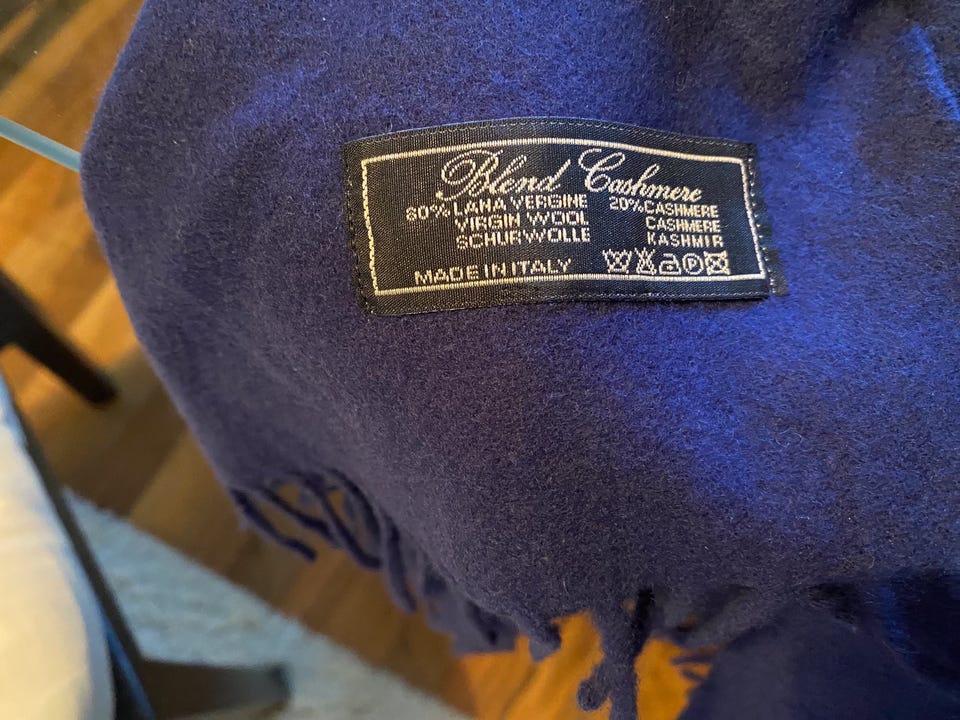 Blend Cashmere
80% LANA VERGINE 20% CASHMERE
VIRGIN WOOL CASHMERE
SCHURWOLLE KASHMIR
MADE IN ITALY